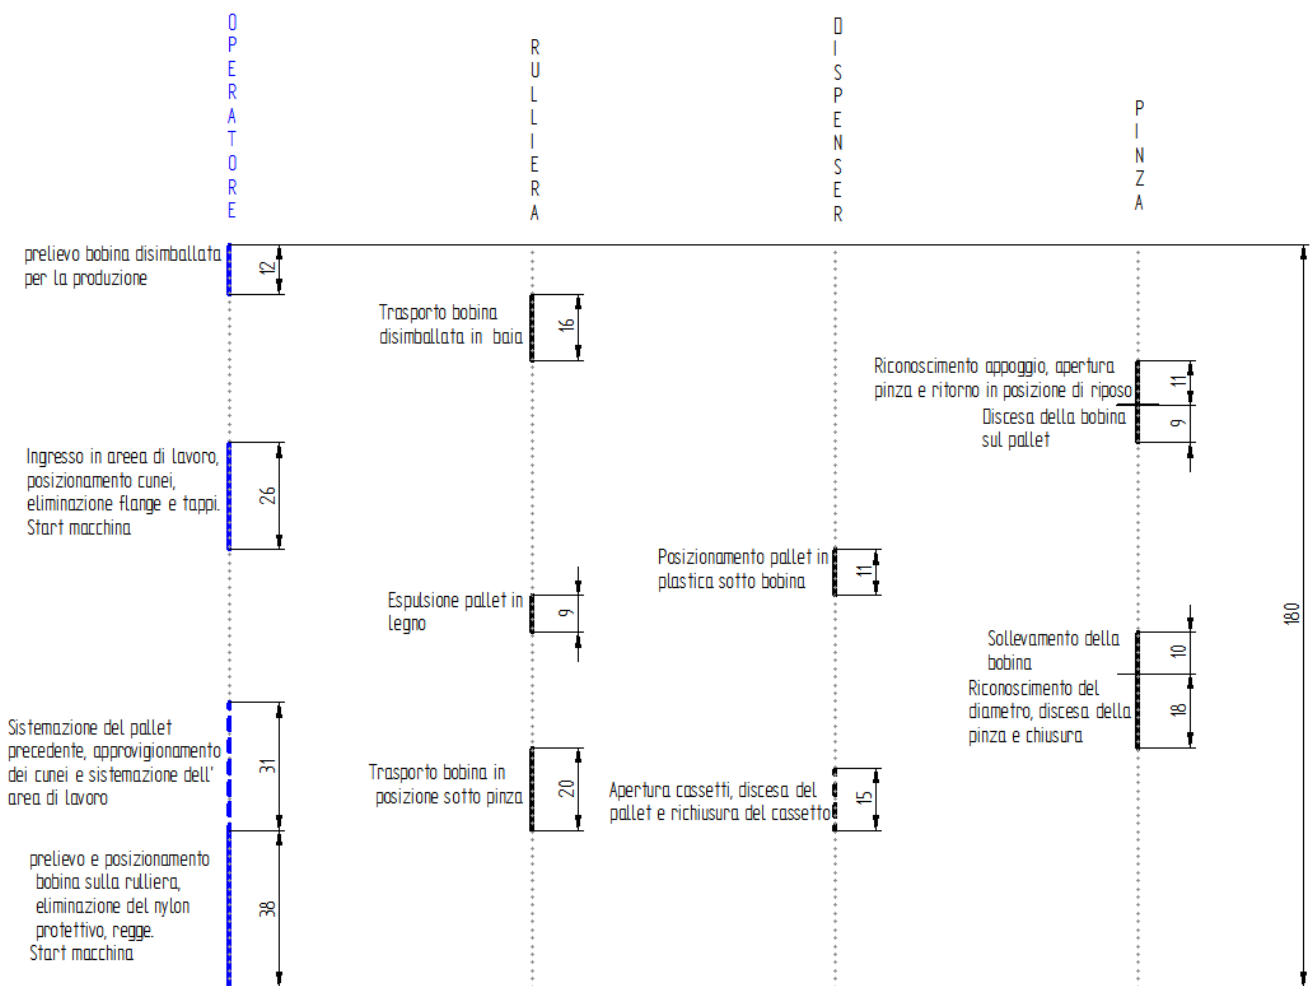 OPERATORE
RULLIERA
DISPENSER
PINZA
prelievo bobina disimballata
per la produzione
12
Trasporto bobina
disimballata in baia
16
Riconoscimento appoggio, apertura
pinza e ritorno in posizione di riposo
11
Discesa della bobina
sul pallet
9
Ingresso in areea di lavoro,
posizionamento cunei,
eliminazione flange e tappi.
Start macchina
26
Posizionamento pallet in
plastica sotto bobina
11
Espulsione pallet in
legno
9
Sollevamento della
bobina
10
Riconoscimento del
diametro, discesa della
pinza e chiusura
18
180
Sistemazione del pallet
precedente, approvigionamento
dei cunei e sistemazione dell'
area di lavoro
31
Trasporto bobina in
posizione sotto pinza
20
Apertura cassetti, discesa del
pallet e richiusura del cassetto
15
prelievo e posizionamento
bobina sulla rulliera,
eliminazione del nylon
protettivo, regge.
Start macchina
38